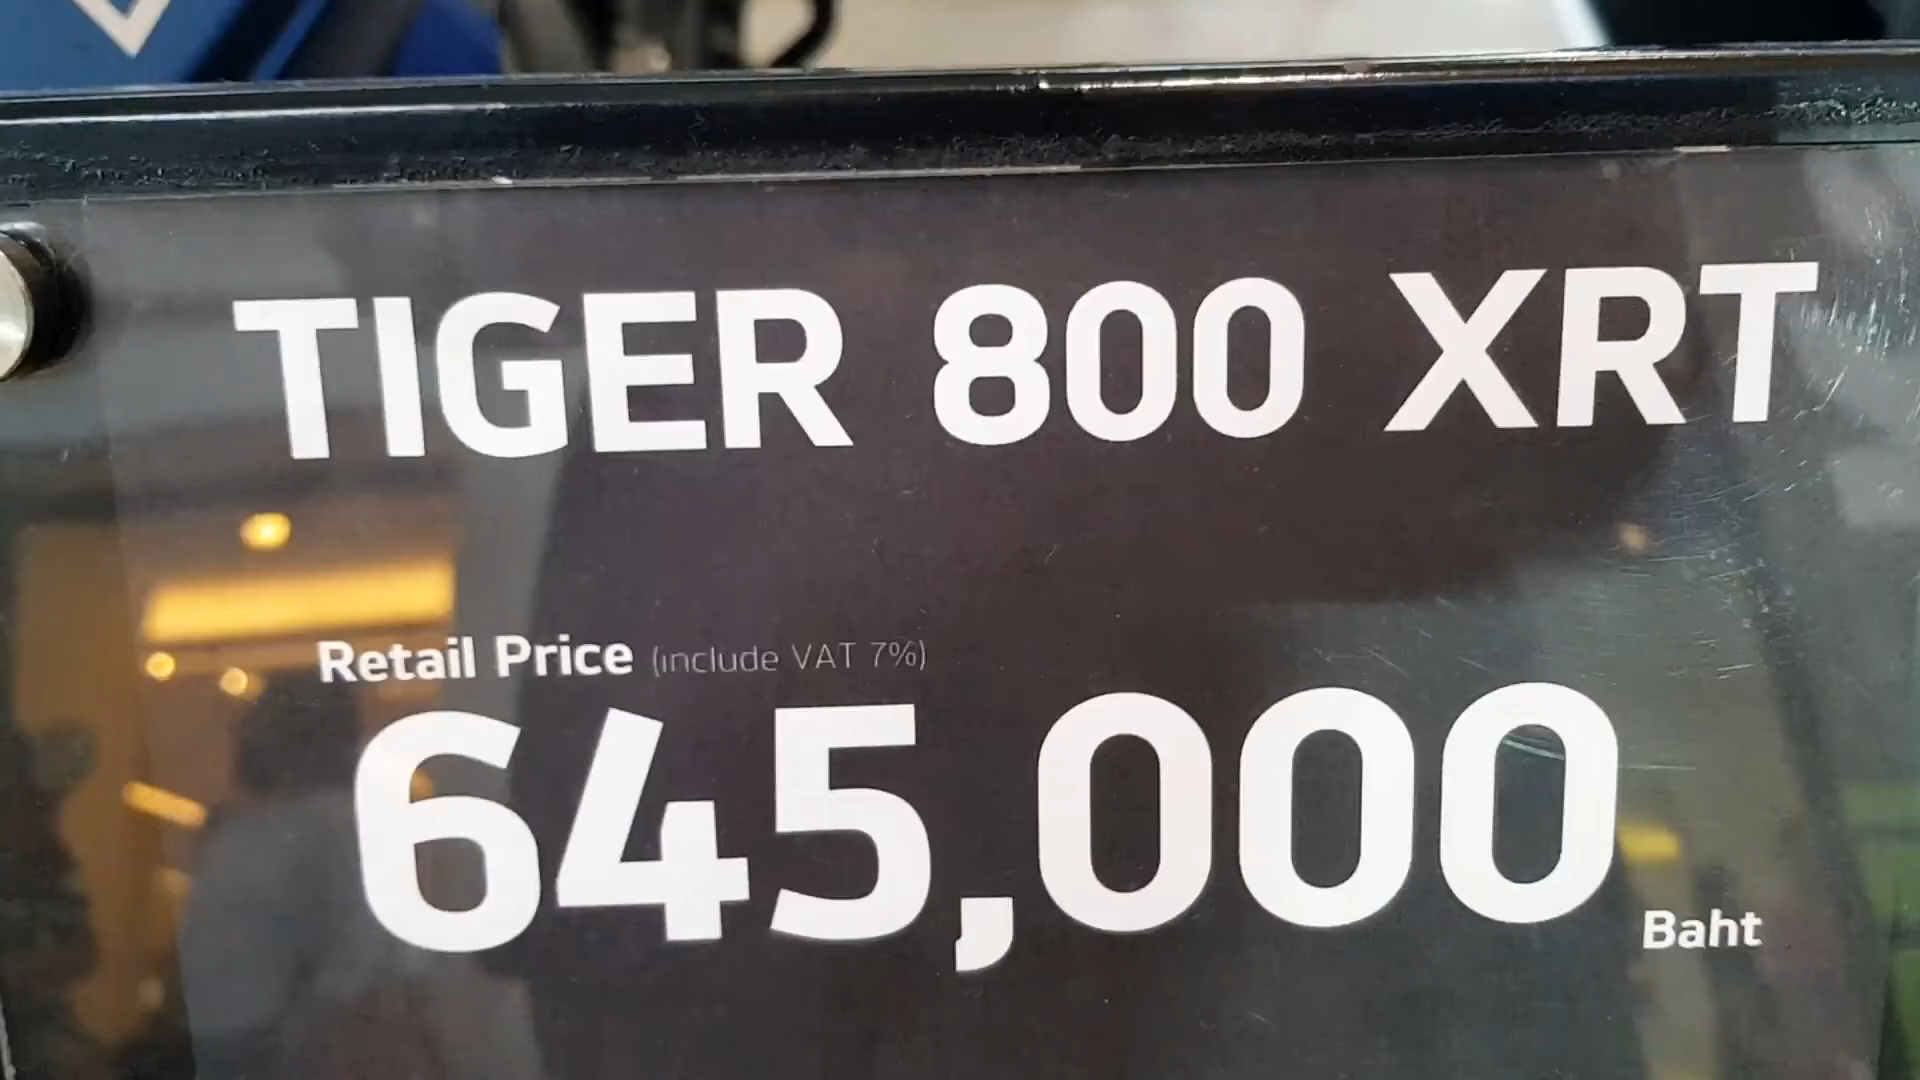 TIGER 800 XRT
Retail Price (include VAT 7%)
645,000 Baht